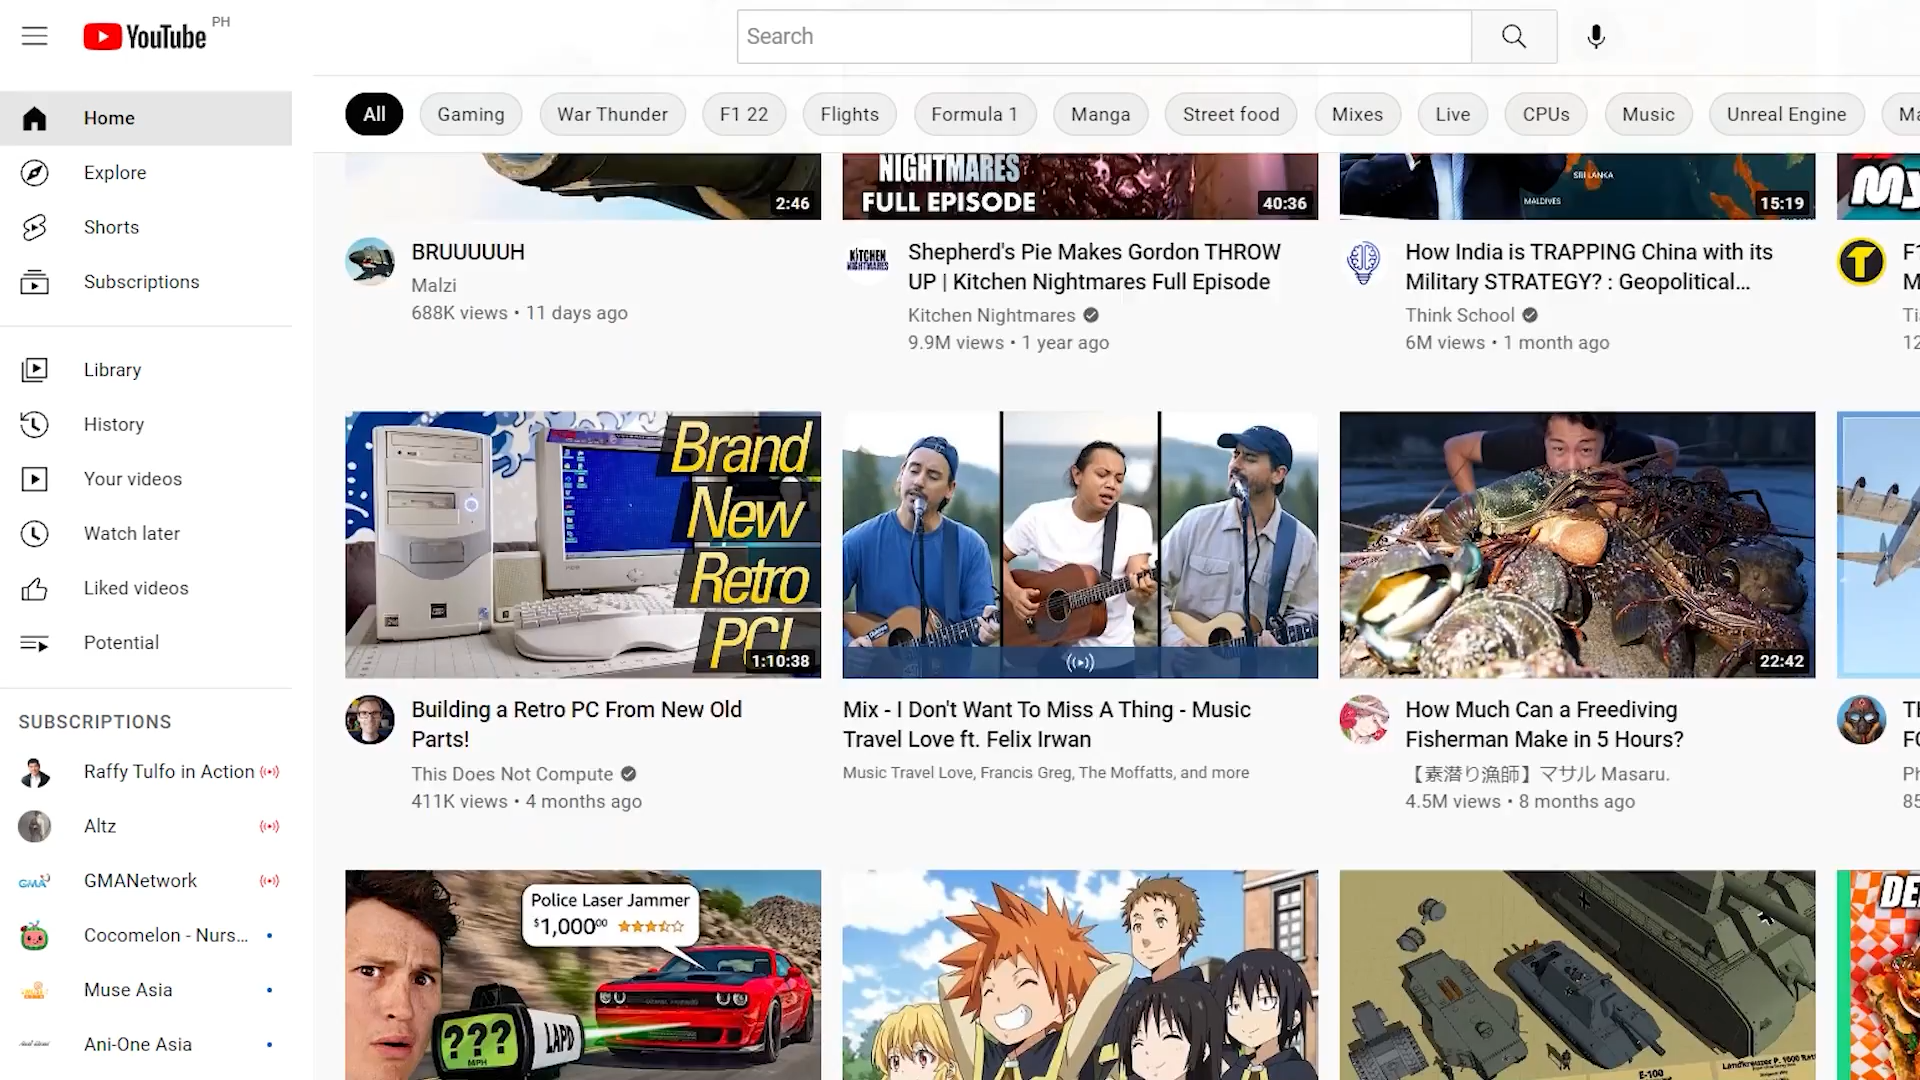 YouTube PH
Search
All
Gaming
War Thunder
F1 22
Flights
Formula 1
Manga
Street food
Mixes
Live
CPUs
Music
Unreal Engine
Home
Explore
Shorts
Subscriptions
Library
History
Your videos
Watch later
Liked videos
Potential
SUBSCRIPTIONS
Raffy Tulfo in Action
Altz
GMANetwork
Cocomelon - Nurs...
Muse Asia
Ani-One Asia
2:46
BRUUUUUH
Malzi
688K views • 11 days ago
NIGHTMARES
FULL EPISODE
40:36
KITCHEN
NIGHTMARES
Shepherd's Pie Makes Gordon THROW
UP | Kitchen Nightmares Full Episode
Kitchen Nightmares
9.9M views • 1 year ago
SRI LANKA
MALDIVES
15:19
How India is TRAPPING China with its
Military STRATEGY? : Geopolitical...
Think School
6M views • 1 month ago
My
Brand
New
Retro
PC!
1:10:38
Building a Retro PC From New Old
Parts!
This Does Not Compute
411K views • 4 months ago
Mix - I Don't Want To Miss A Thing - Music
Travel Love ft. Felix Irwan
Music Travel Love, Francis Greg, The Moffatts, and more
22:42
How Much Can a Freediving
Fisherman Make in 5 Hours?
【素潜り漁師】マサル Masaru.
4.5M views • 8 months ago
Police Laser Jammer
$1,000⁰⁰
???
MPH
LAPD
E-100
Landkreuzer P. 1000